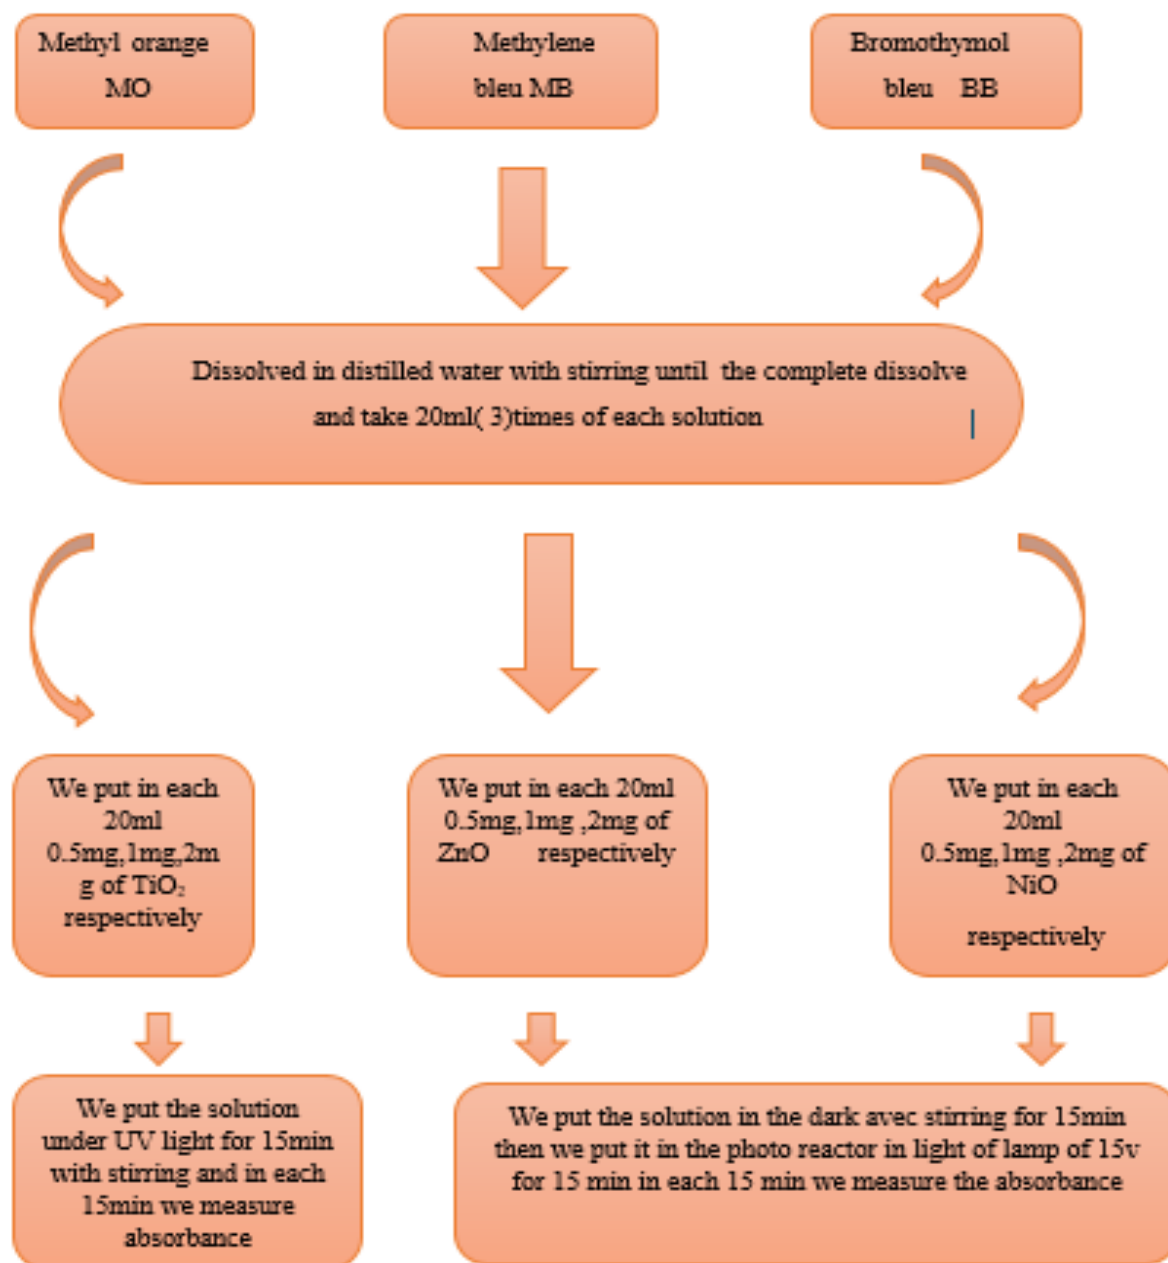 Methyl orange
MO
Methylene
bleu MB
Bromothymol
bleu BB
Dissolved in distilled water with stirring until the complete dissolve
and take 20ml( 3)times of each solution
We put in each
20ml
0.5mg,1mg,2m
g of TiO₂
respectively
We put in each 20ml
0.5mg,1mg ,2mg of
ZnO respectively
We put in each
20ml
0.5mg,1mg ,2mg of
NiO
respectively
We put the solution
under UV light for 15min
with stirring and in each
15min we measure
absorbance
We put the solution in the dark avec stirring for 15min
then we put it in the photo reactor in light of lamp of 15v
for 15 min in each 15 min we measure the absorbance